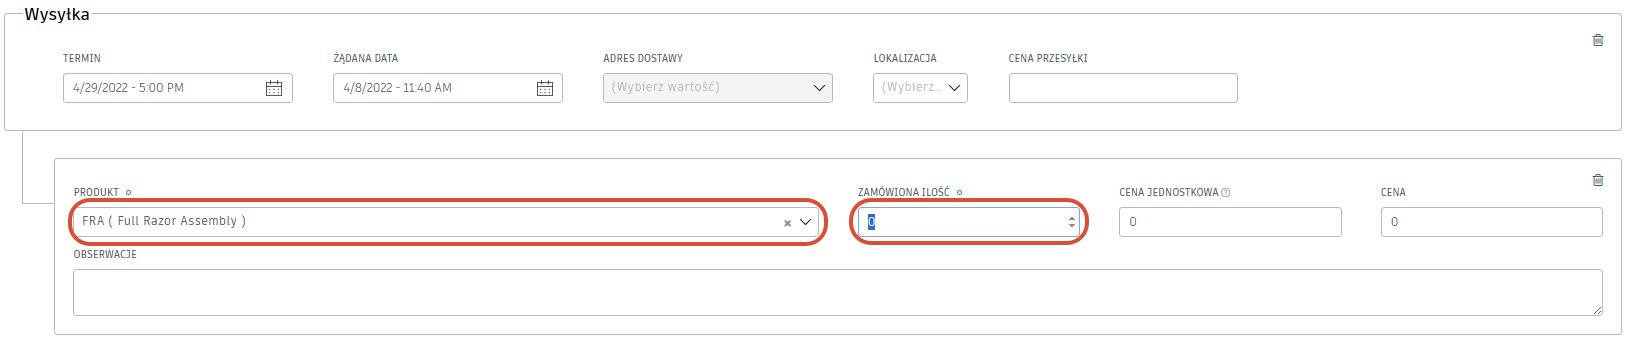 Wysyłka
TERMIN ŻĄDANA DATA ADRES DOSTAWY LOKALIZACJA CENA PRZESYŁKI
4/29/2022 - 5:00 PM 4/8/2022 - 11:40 AM (Wybierz wartość) (Wybierz...
PRODUKT ZAMÓWIONA ILOŚĆ CENA JEDNOSTKOWA ? CENA
FRA ( Full Razor Assembly ) 0 0 0
OBSERWACJE